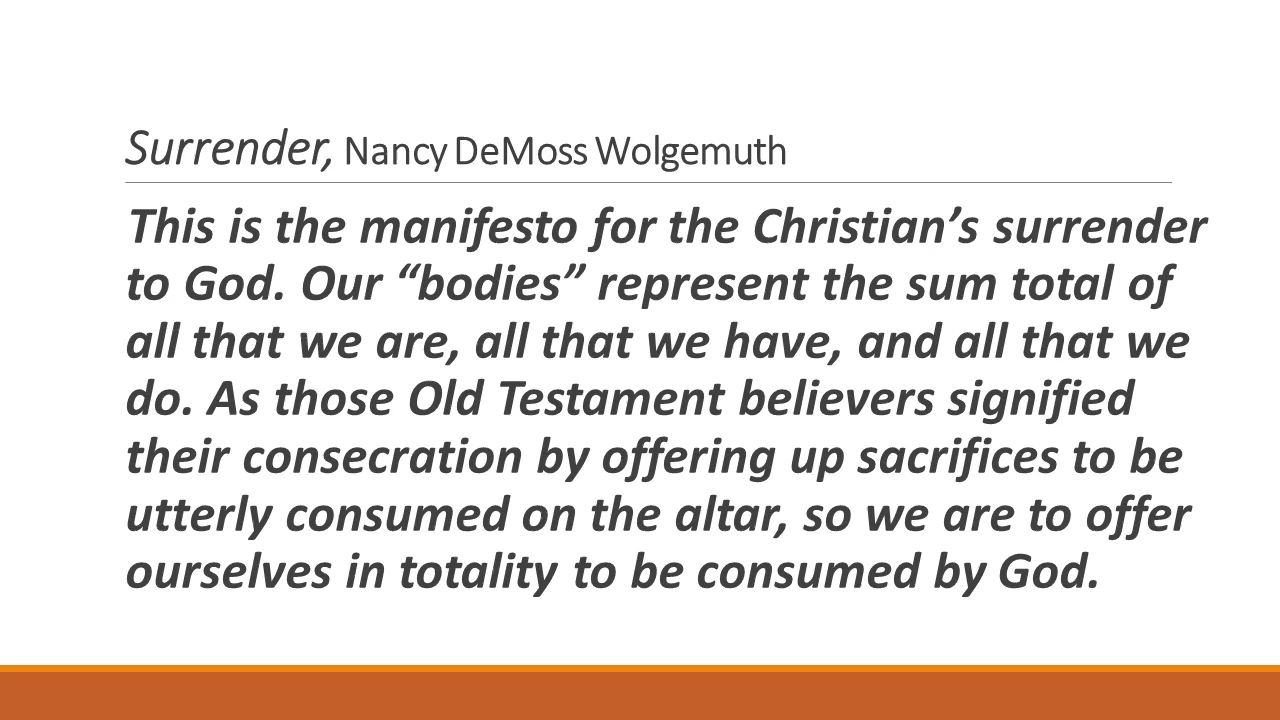 Surrender, Nancy DeMoss Wolgemuth
This is the manifesto for the Christian’s surrender
to God. Our “bodies” represent the sum total of
all that we are, all that we have, and all that we
do. As those Old Testament believers signified
their consecration by offering up sacrifices to be
utterly consumed on the altar, so we are to offer
ourselves in totality to be consumed by God.